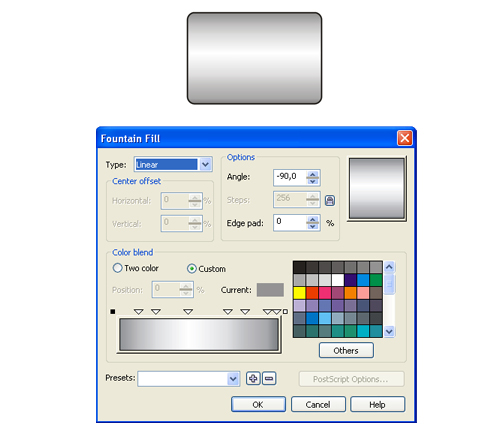 Fountain Fill
Type: Linear
Options
Angle: -90,0
Steps: 256
Edge pad: 0 %
Center offset
Horizontal: 0 %
Vertical: 0 %
Color blend
Two color Custom
Position: 0 % Current:
Others
Presets:
PostScript Options...
OK Cancel Help